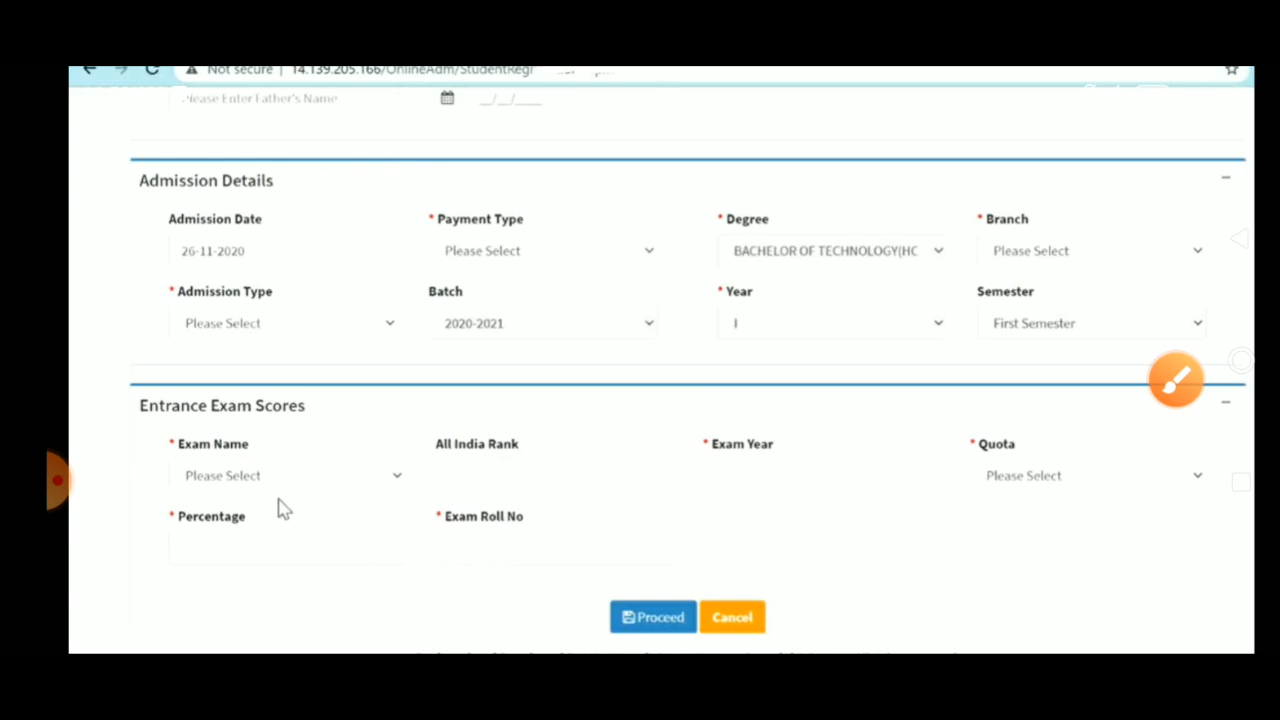 Not secure | 14.139.205.166/OnlineAdm/StudentRegi
Please Enter Father's Name __/__/____
Admission Details
Admission Date * Payment Type * Degree * Branch
26-11-2020 Please Select BACHELOR OF TECHNOLOGY(HC Please Select
* Admission Type Batch * Year Semester
Please Select 2020-2021 I First Semester
Entrance Exam Scores
* Exam Name All India Rank * Exam Year * Quota
Please Select Please Select
* Percentage * Exam Roll No
Proceed Cancel